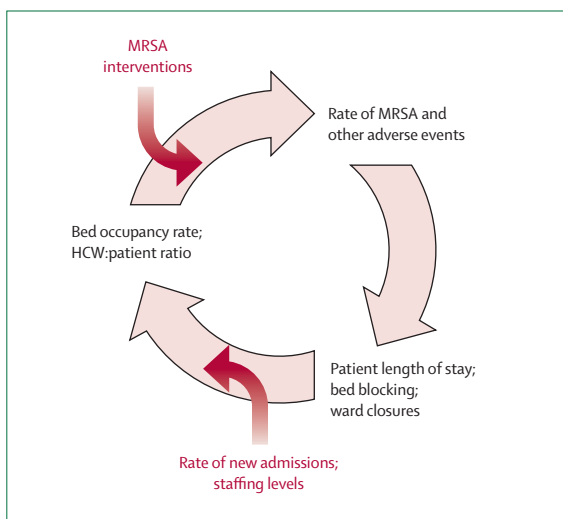 MRSA
interventions
Rate of MRSA and
other adverse events
Bed occupancy rate;
HCW:patient ratio
Patient length of stay;
bed blocking;
ward closures
Rate of new admissions;
staffing levels